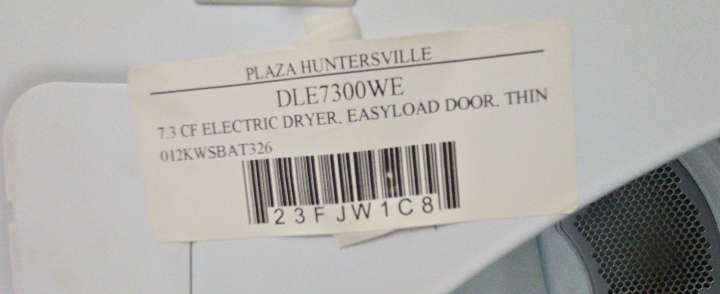 PLAZA HUNTERSVILLE
DLE7300WE
7.3 CF ELECTRIC DRYER, EASYLOAD DOOR, THIN
012KWSBAT326
23FJW1C8